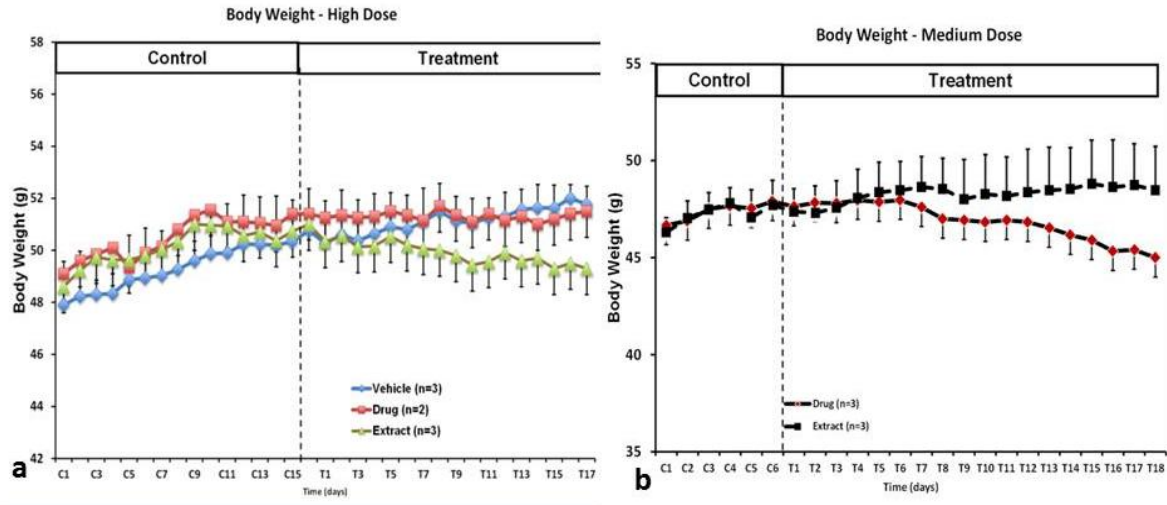 Body Weight - High Dose
Control
Treatment
Body Weight (g)
58
56
54
52
50
48
46
44
42
Vehicle (n=3)
Drug (n=2)
Extract (n=3)
C1 C3 C5 C7 C9 C11 C13 C15 T1 T3 T5 T7 T9 T11 T13 T15 T17
Time (days)
a
Body Weight - Medium Dose
Control
Treatment
Body Weight (g)
55
50
45
40
35
Drug (n=3)
Extract (n=3)
C1 C2 C3 C4 C5 C6 T1 T2 T3 T4 T5 T6 T7 T8 T9 T10 T11 T12 T13 T14 T15 T16 T17 T18
Time (days)
b